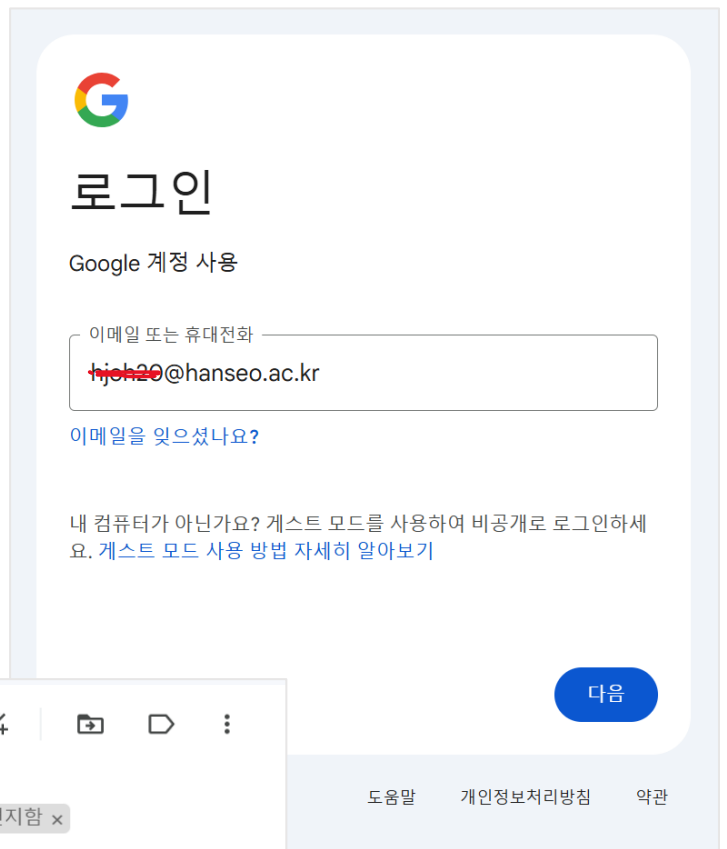 로그인
Google 계정 사용
이메일 또는 휴대전화
@hanseo.ac.kr
이메일을 잊으셨나요?
내 컴퓨터가 아닌가요? 게스트 모드를 사용하여 비공개로 로그인하세
요. 게스트 모드 사용 방법 자세히 알아보기
다음
도움말 개인정보처리방침 약관